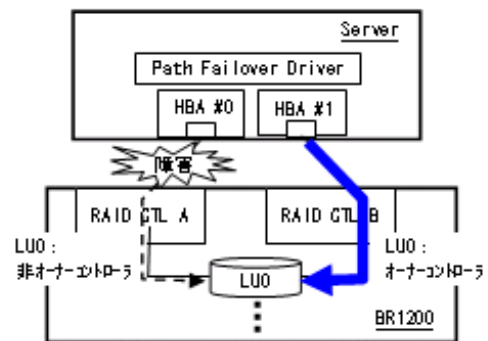 Server
Path Failover Driver
HBA #0
HBA #1
障害
RAID CTL A
RAID CTL B
LU0：
非オーナーコントローラ
LU0
LU0：
オーナーコントローラ
BR1200